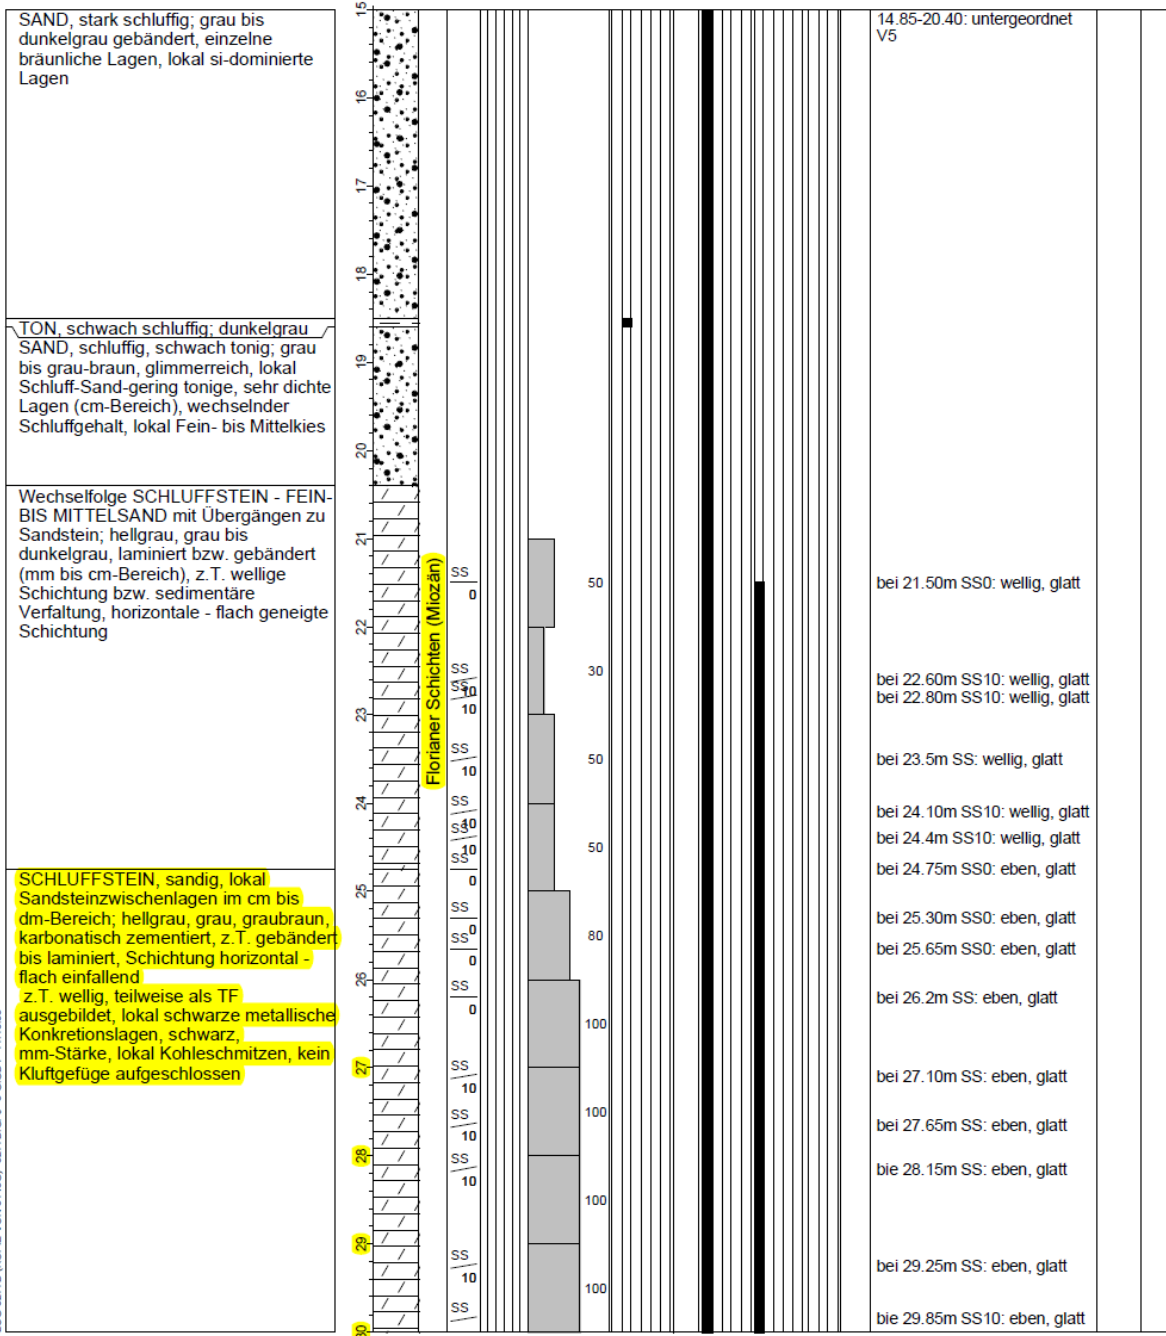 SAND, stark schluffig; grau bis
dunkelgrau gebändert, einzelne
bräunliche Lagen, lokal si-dominierte
Lagen
TON, schwach schluffig; dunkelgrau
SAND, schluffig, schwach tonig; grau
bis grau-braun, glimmerreich, lokal
Schluff-Sand-gering tonige, sehr dichte
Lagen (cm-Bereich), wechselnder
Schluffgehalt, lokal Fein- bis Mittelkies
Wechselfolge SCHLUFFSTEIN - FEIN-
BIS MITTELSAND mit Übergängen zu
Sandstein; hellgrau, grau bis
dunkelgrau, laminiert bzw. gebändert
(mm bis cm-Bereich), z.T. wellige
Schichtung bzw. sedimentäre
Verfaltung, horizontale - flach geneigte
Schichtung
SCHLUFFSTEIN, sandig, lokal
Sandsteinzwischenlagen im cm bis
dm-Bereich; hellgrau, grau, graubraun,
karbonatisch zementiert, z.T. gebändert
bis laminiert, Schichtung horizontal -
flach einfallend
z.T. wellig, teilweise als TF
ausgebildet, lokal schwarze metallische
Konkretionslagen, schwarz,
mm-Stärke, lokal Kohleschmitzen, kein
Kluftgefüge aufgeschlossen
15
16
17
18
19
20
21
22
23
24
25
26
27
28
29
30
Florianer Schichten (Miozän)
SS
0
SS
10
SS
10
SS
10
SS
10
SS
10
SS
0
SS
0
SS
0
SS
0
SS
10
SS
10
SS
10
SS
10
SS
50
30
50
50
80
100
100
100
100
14.85-20.40: untergeordnet
V5
bei 21.50m SS0: wellig, glatt
bei 22.60m SS10: wellig, glatt
bei 22.80m SS10: wellig, glatt
bei 23.5m SS: wellig, glatt
bei 24.10m SS10: wellig, glatt
bei 24.4m SS10: wellig, glatt
bei 24.75m SS0: eben, glatt
bei 25.30m SS0: eben, glatt
bei 25.65m SS0: eben, glatt
bei 26.2m SS: eben, glatt
bei 27.10m SS: eben, glatt
bei 27.65m SS: eben, glatt
bie 28.15m SS: eben, glatt
bei 29.25m SS: eben, glatt
bie 29.85m SS10: eben, glatt